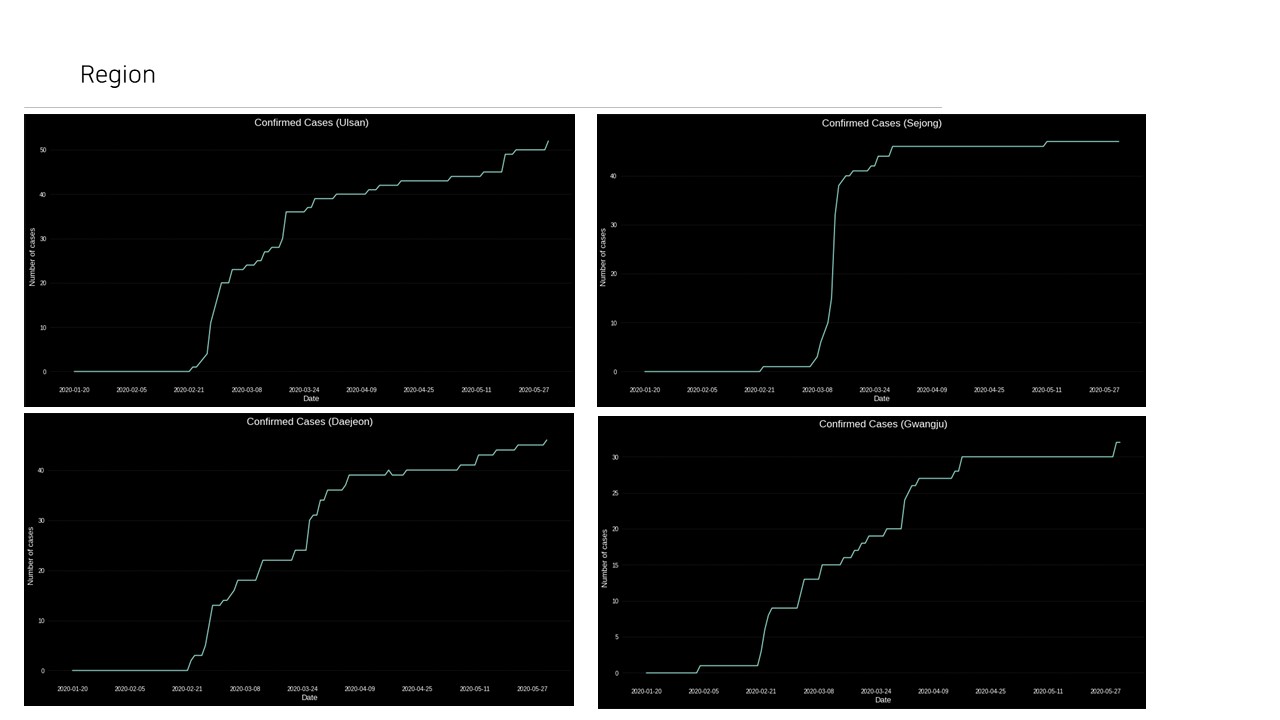 Region
Confirmed Cases (Ulsan)
Number of cases
50
40
30
20
10
0
2020-01-20 2020-02-05 2020-02-21 2020-03-08 2020-03-24 2020-04-09 2020-04-25 2020-05-11 2020-05-27
Date
Confirmed Cases (Sejong)
Number of cases
40
30
20
10
0
2020-01-20 2020-02-05 2020-02-21 2020-03-08 2020-03-24 2020-04-09 2020-04-25 2020-05-11 2020-05-27
Date
Confirmed Cases (Daejeon)
Number of cases
40
30
20
10
0
2020-01-20 2020-02-05 2020-02-21 2020-03-08 2020-03-24 2020-04-09 2020-04-25 2020-05-11 2020-05-27
Date
Confirmed Cases (Gwangju)
Number of cases
30
25
20
15
10
5
0
2020-01-20 2020-02-05 2020-02-21 2020-03-08 2020-03-24 2020-04-09 2020-04-25 2020-05-11 2020-05-27
Date